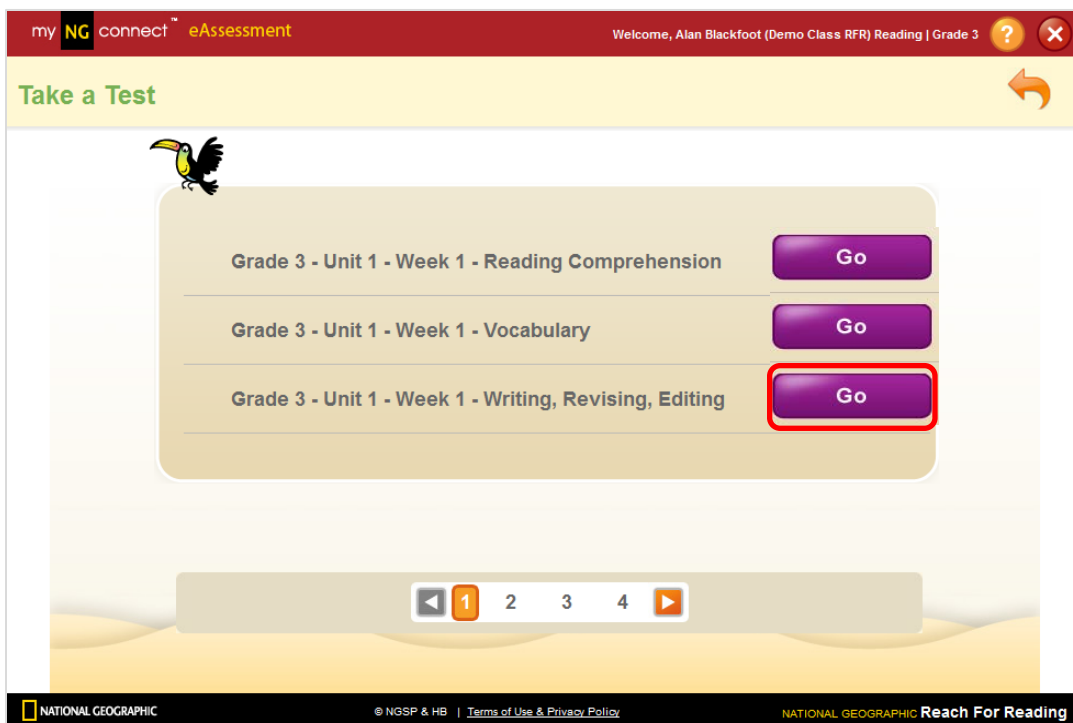 my NG connect™ eAssessment
Welcome, Alan Blackfoot (Demo Class RFR) Reading | Grade 3 ?
Take a Test
Grade 3 - Unit 1 - Week 1 - Reading Comprehension Go
Grade 3 - Unit 1 - Week 1 - Vocabulary Go
Grade 3 - Unit 1 - Week 1 - Writing, Revising, Editing Go
1 2 3 4
NATIONAL GEOGRAPHIC © NGSP & HB | Terms of Use & Privacy Policy NATIONAL GEOGRAPHIC Reach For Reading